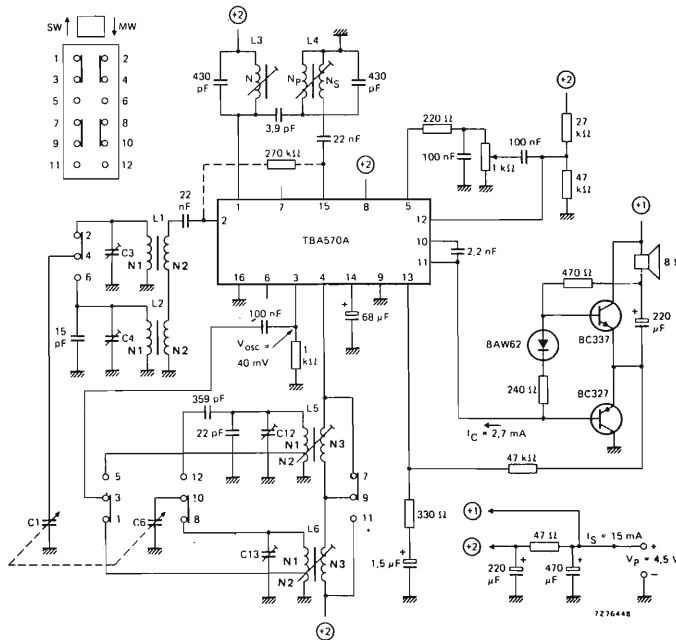 SW MW
1 2
3 4
5 6
7 8
9 10
11 12
+2
L3 L4
430 pF
N
N_P N_S
430 pF
3,9 pF
22 nF
270 kΩ
+2
220 Ω
100 nF
1 kΩ
100 nF
+2
27 kΩ
47 kΩ
22 nF
2
1 7 15 8 5
12
10
11
TBA570A
16 6 3 4 14 9 13
2,2 nF
+1
8 Ω
470 Ω
220 µF
BC337
BAW62
240 Ω
BC327
I_C = 2,7 mA
47 kΩ
2
4
6
C3
L1
N1 N2
L2
15 pF
C4
N1 N2
100 nF
V_osc = 40 mV
1 kΩ
+ 68 µF
359 pF
22 pF
C12
L5
N1 N3
N2
5
3
1
12
10
8
7
9
11
C1
C6
C13
L6
N1 N3
N2
+2
330 Ω
1,5 µF
+1
+2
47 Ω
I_S = 15 mA
V_P = 4,5 V
+
−
220 µF
470 µF
7276448